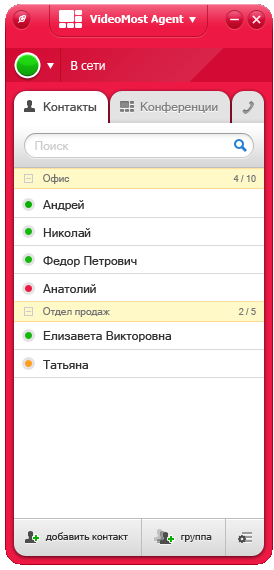 VideoMost Agent
В сети
Контакты Конференции
Поиск
Офис 4 / 10
Андрей
Николай
Федор Петрович
Анатолий
Отдел продаж 2 / 5
Елизавета Викторовна
Татьяна
добавить контакт группа